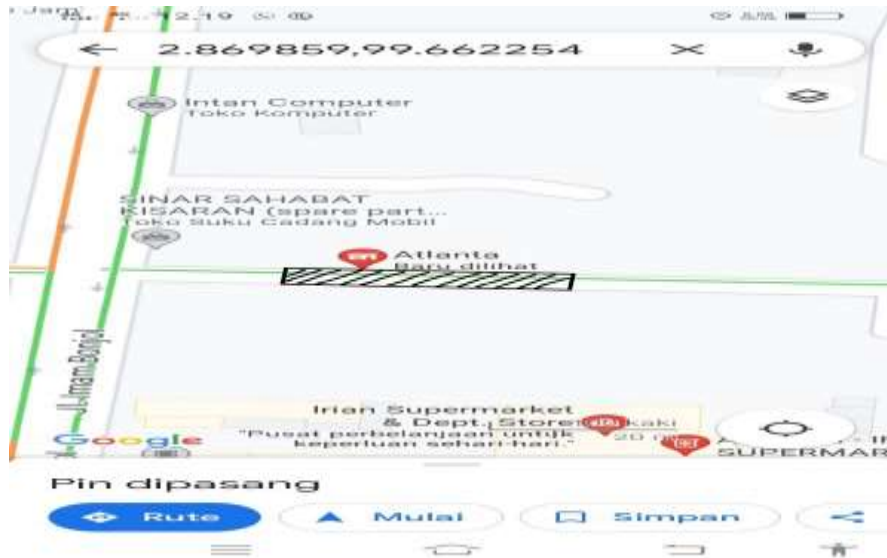 12.19
2.869859,99.662254
Intan Computer
Toko Komputer
SINAR SAHABAT
KISARAN (spare part...
Toko Suku Cadang Mobil
Atlanta
Baru dilihat
Jl. Imam Bonjol
Irian Supermarket
& Dept. Store
"Pusat perbelanjaan untuk
keperluan sehari-hari."
kaki
SUPERMAR
Google
Pin dipasang
Rute
Mulai
Simpan